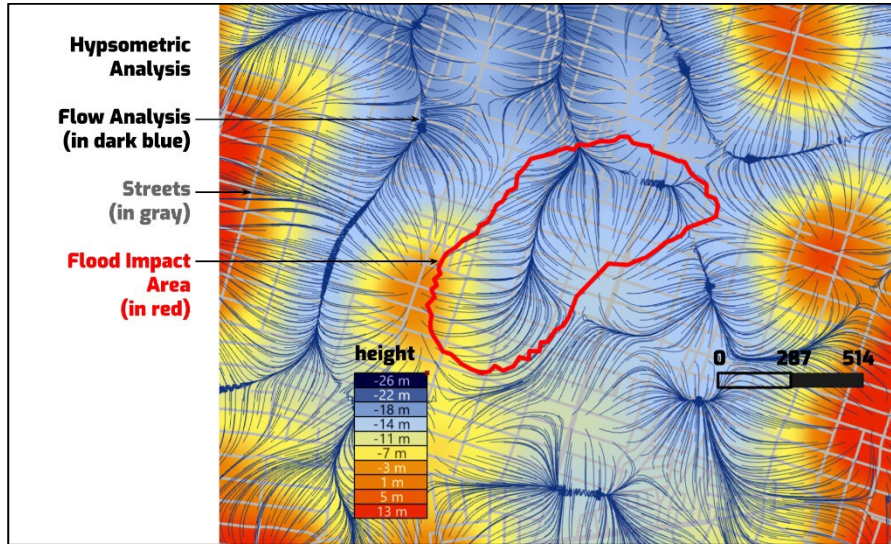 Hypsometric
Analysis
Flow Analysis
(in dark blue)
Streets
(in gray)
Flood Impact
Area
(in red)
height
-26 m
-22 m
-18 m
-14 m
-11 m
-7 m
-3 m
1 m
5 m
13 m
0 287 514